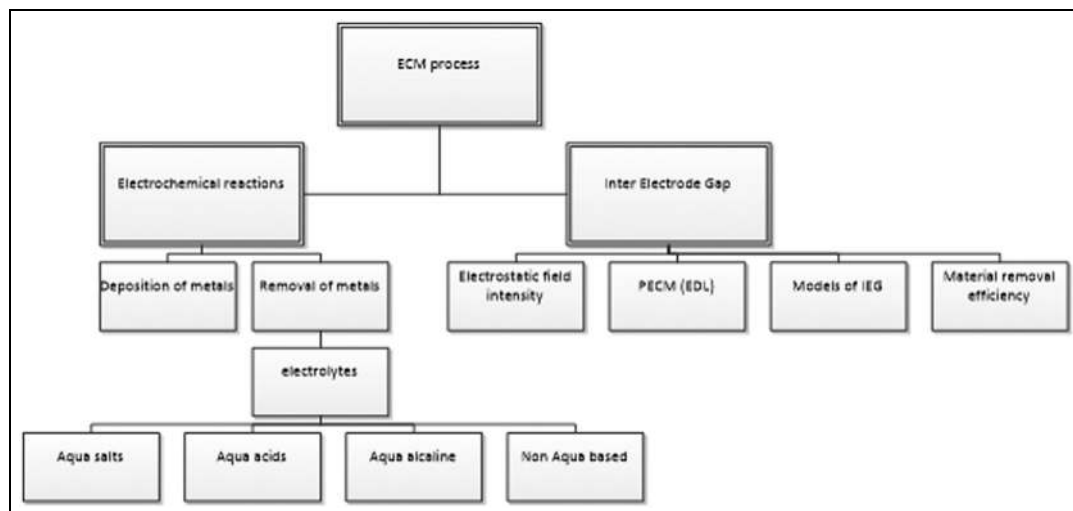 ECM process
Electrochemical reactions
Inter Electrode Gap
Deposition of metals
Removal of metals
Electrostatic field
intensity
PECM (EDL)
Models of IEG
Material removal
efficiency
electrolytes
Aqua salts
Aqua acids
Aqua alcaline
Non Aqua based